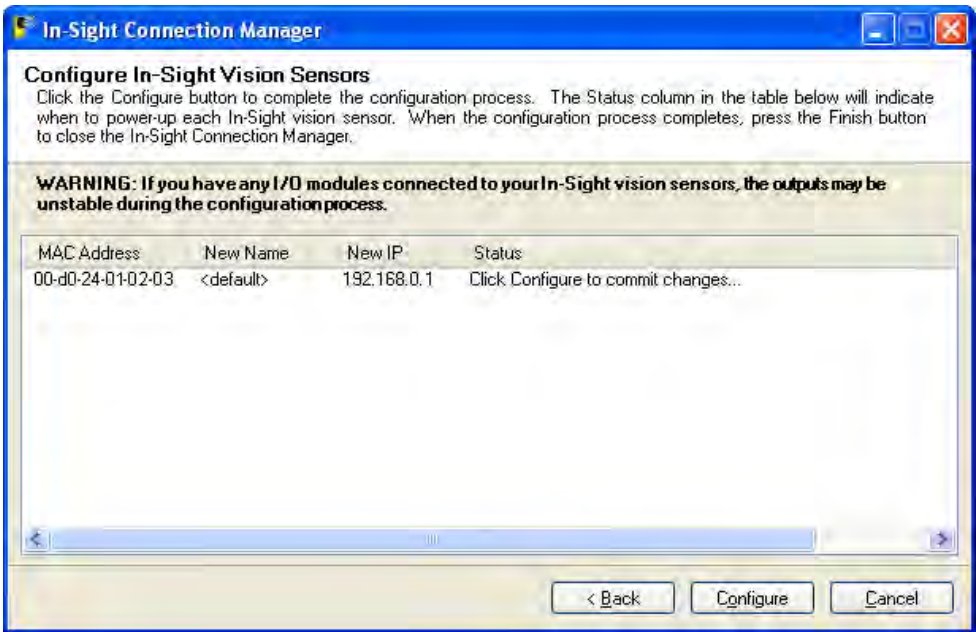 In-Sight Connection Manager
Configure In-Sight Vision Sensors
Click the Configure button to complete the configuration process. The Status column in the table below will indicate
when to power-up each In-Sight vision sensor. When the configuration process completes, press the Finish button
to close the In-Sight Connection Manager.
WARNING: If you have any I/O modules connected to your In-Sight vision sensors, the outputs may be
unstable during the configuration process.
MAC Address New Name New IP Status
00-d0-24-01-02-03 <default> 192.168.0.1 Click Configure to commit changes...
< Back Configure Cancel